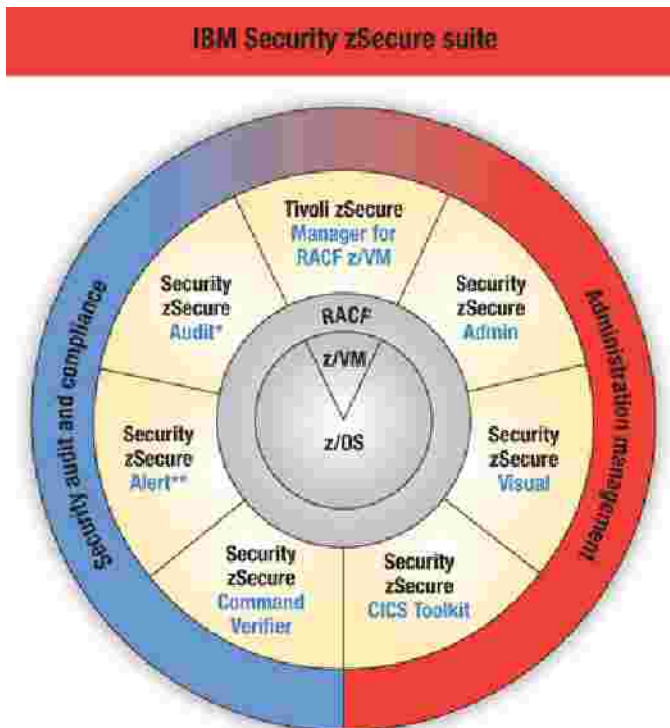 IBM Security zSecure suite
Tivoli zSecure
Manager for
RACF z/VM
Security
zSecure
Admin
Security
zSecure
Visual
Security
zSecure
CICS Toolkit
Security
zSecure
Command
Verifier
Security
zSecure
Alert**
Security
zSecure
Audit*
RACF
z/VM
z/OS
Security audit and compliance
Administration management